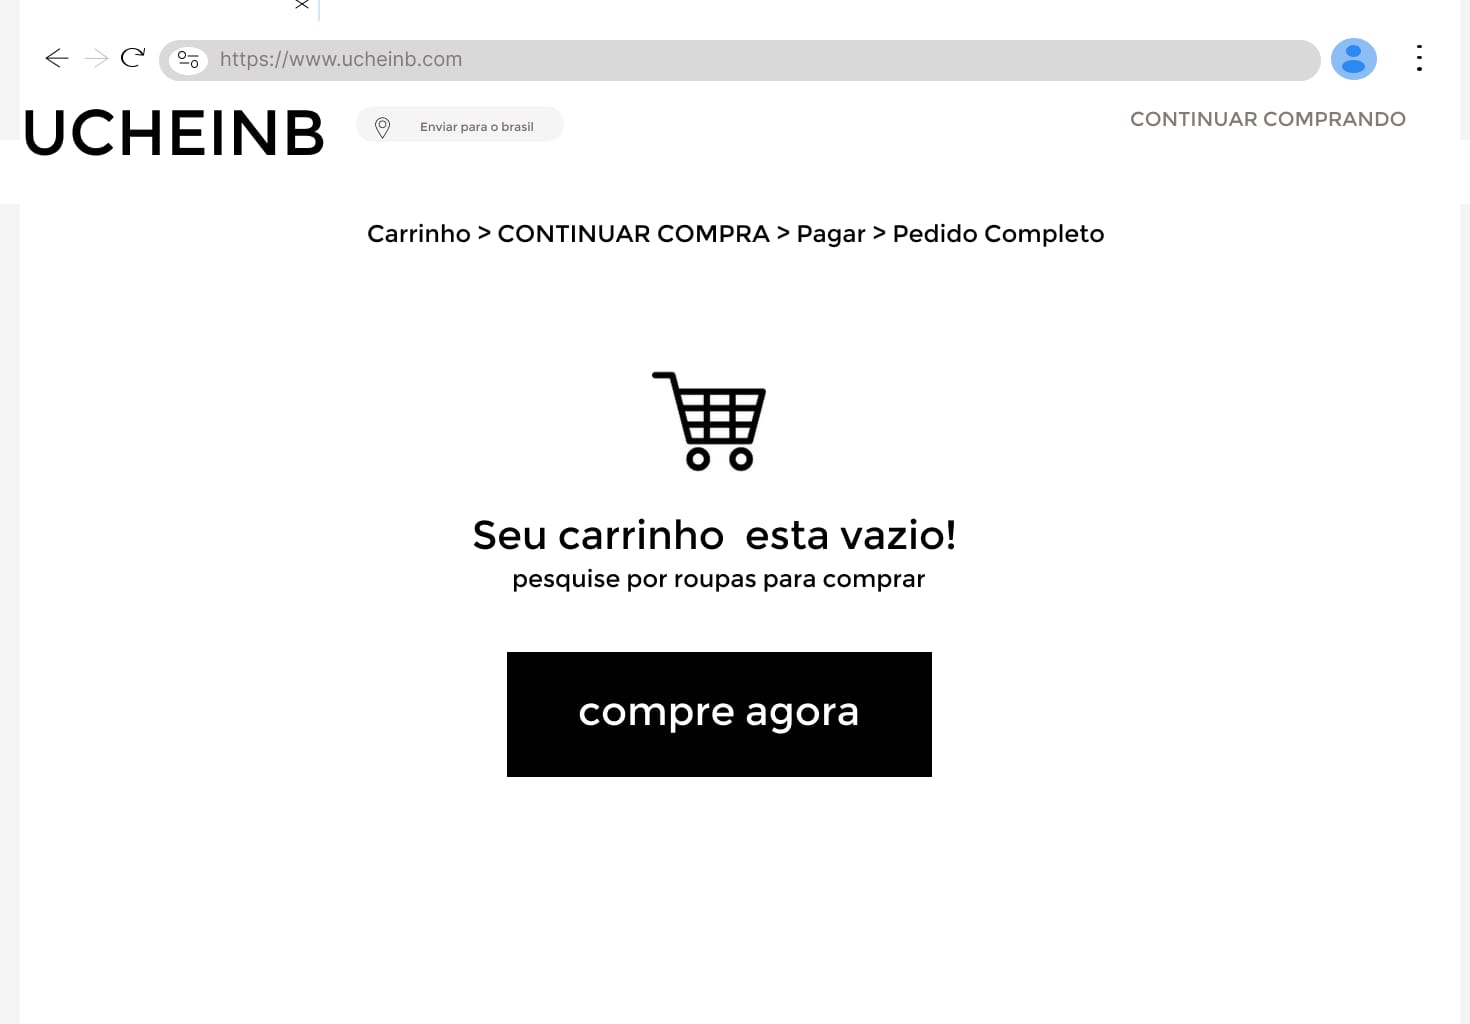 https://www.ucheinb.com
UCHEINB
Enviar para o brasil
CONTINUAR COMPRANDO
Carrinho > CONTINUAR COMPRA > Pagar > Pedido Completo
Seu carrinho esta vazio!
pesquise por roupas para comprar
compre agora